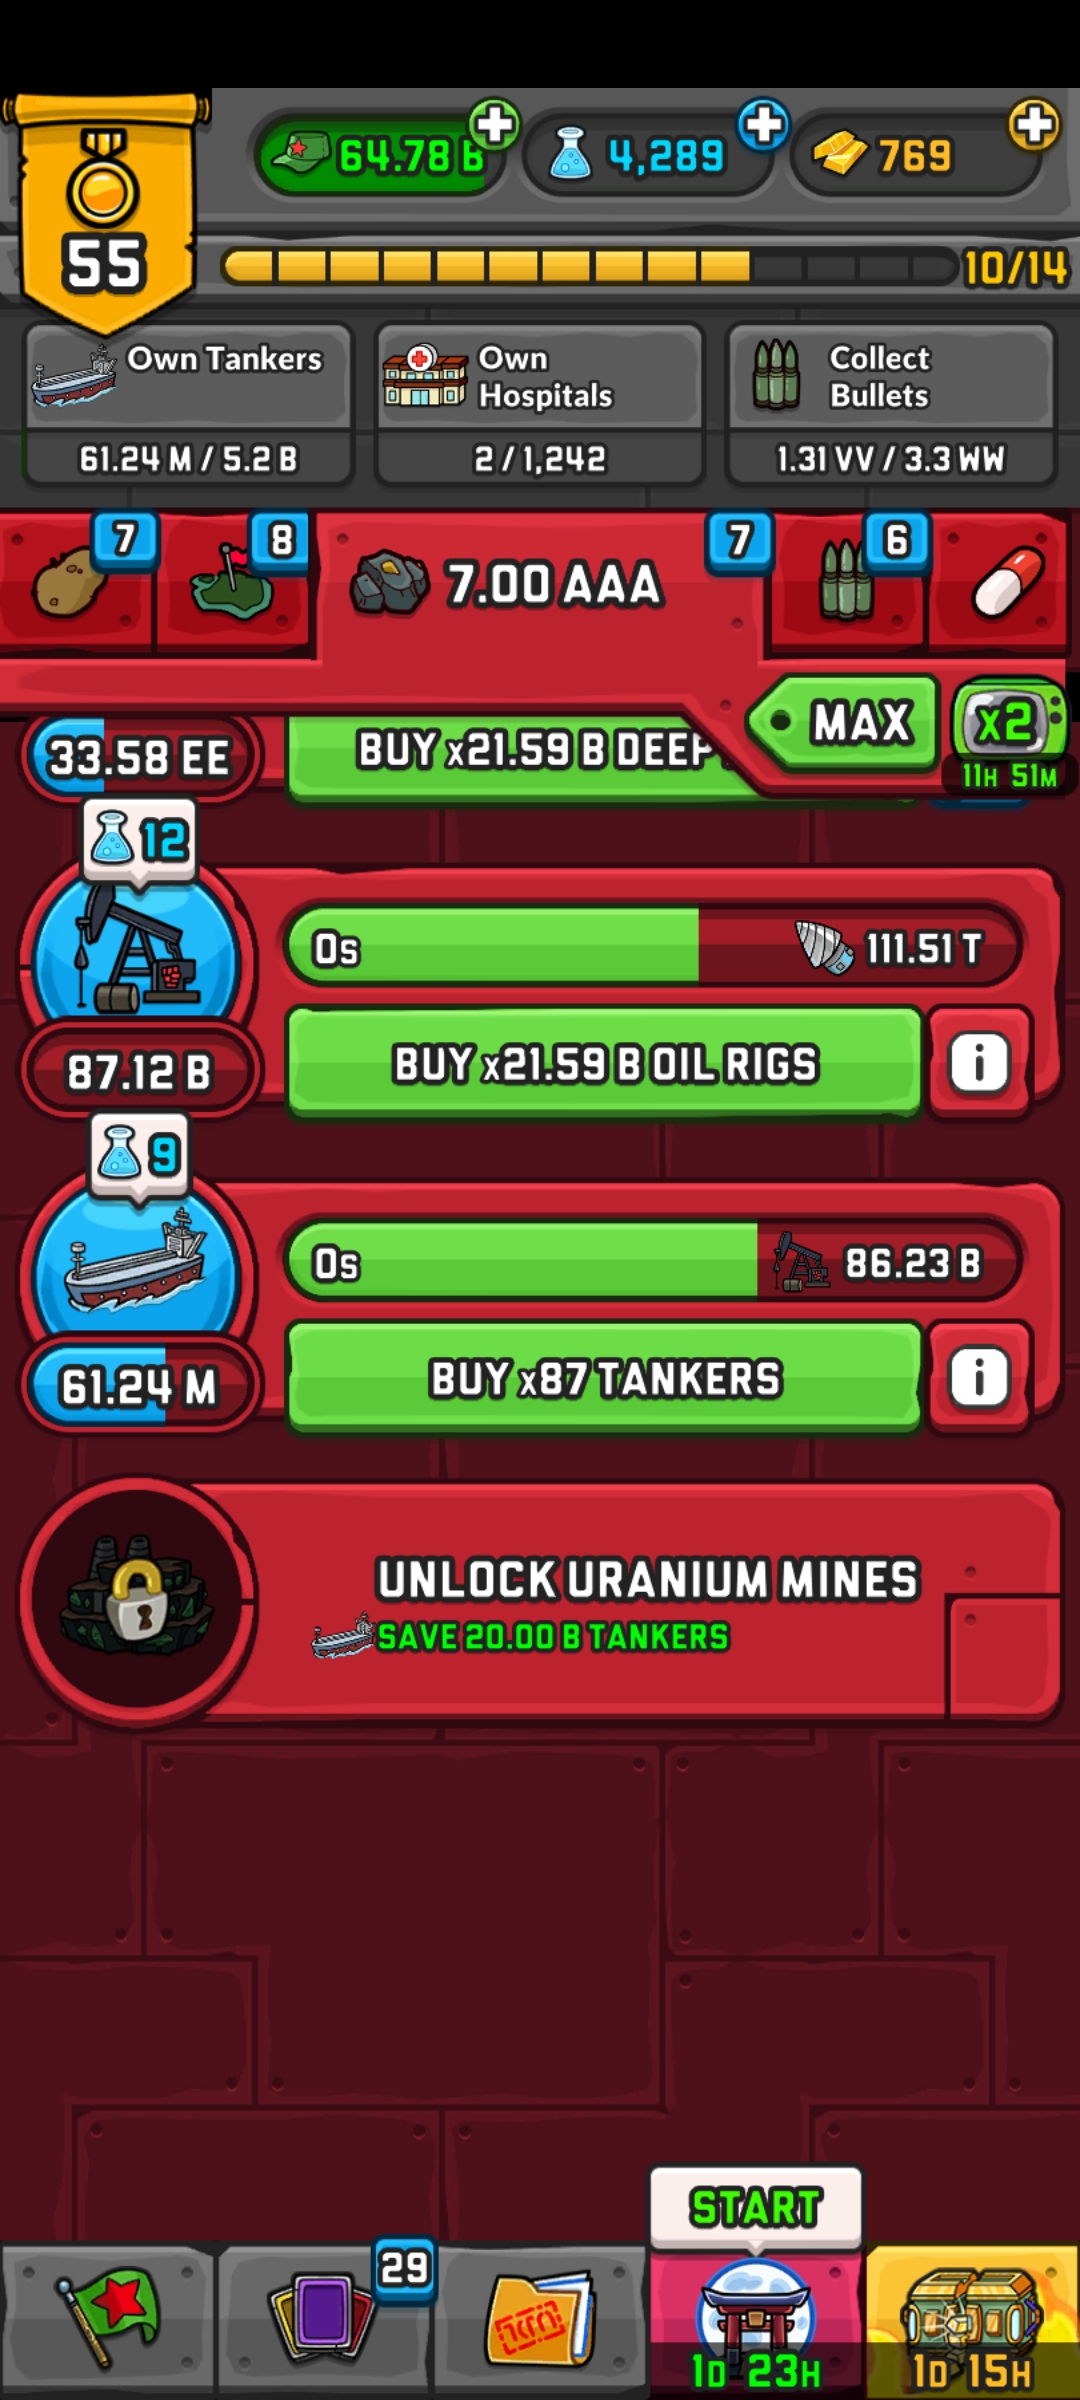 64.78 B
4,289
769
55
10/14
Own Tankers
61.24 M / 5.2 B
Own
Hospitals
2 / 1,242
Collect
Bullets
1.31 VV / 3.3 WW
7
8
7.00 AAA
7
6
MAX
x2
11H 51M
33.58 EE
BUY x21.59 B DEEP
12
0s
111.51 T
87.12 B
BUY x21.59 B OIL RIGS
i
9
0s
86.23 B
61.24 M
BUY x87 TANKERS
i
UNLOCK URANIUM MINES
SAVE 20.00 B TANKERS
START
29
1D 23H
1D 15H